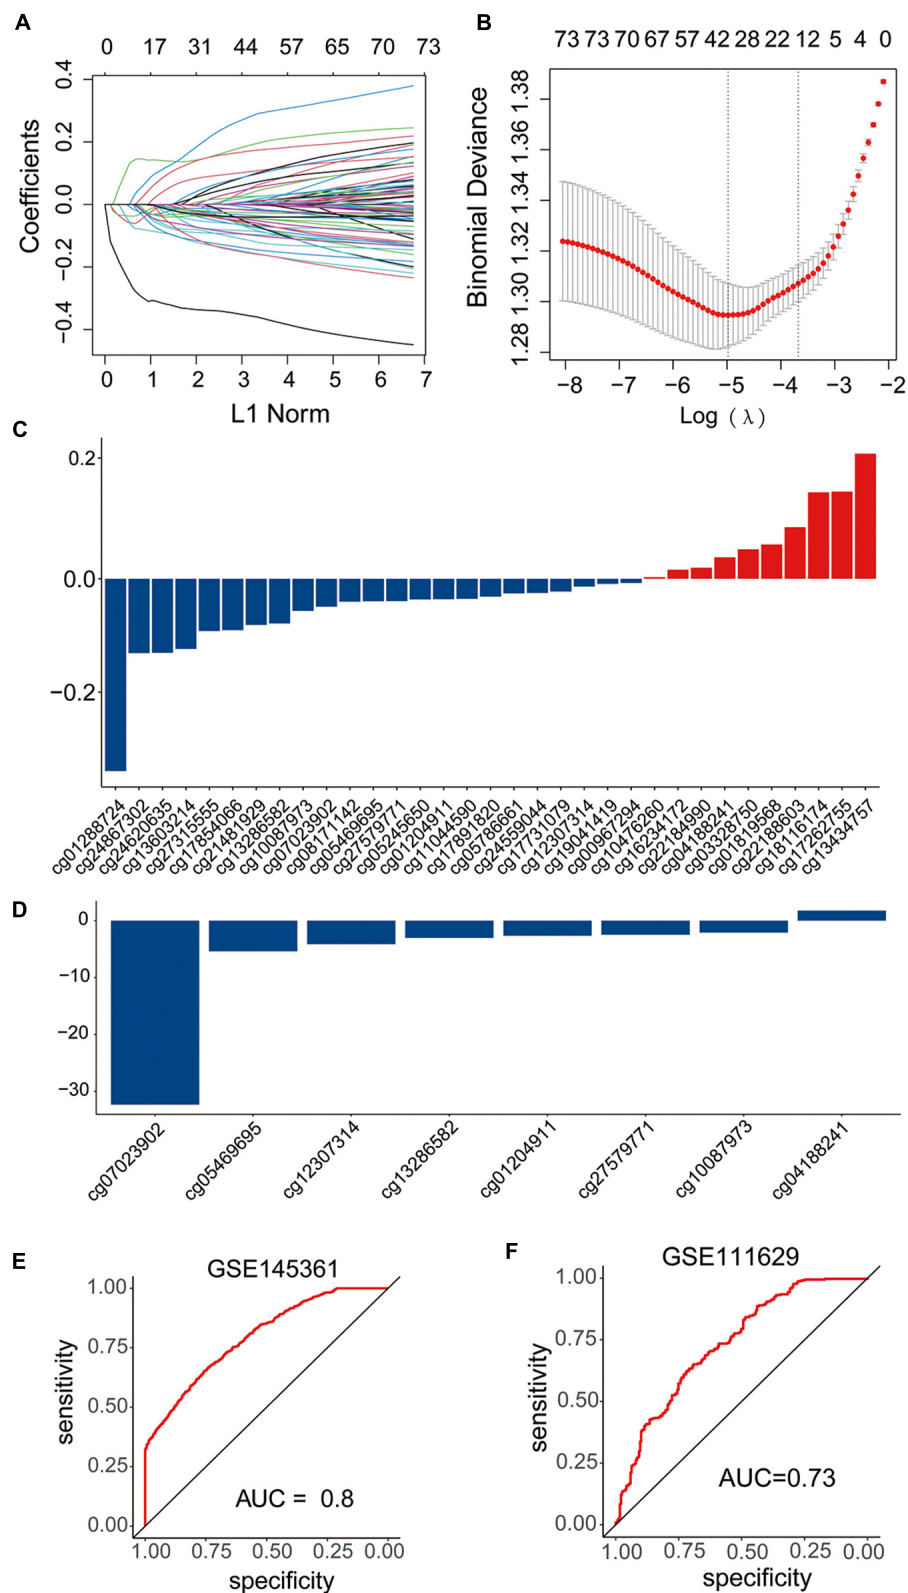 A
0 17 31 44 57 65 70 73
Coefficients
0.4
0.2
0.0
−0.2
−0.4
0 1 2 3 4 5 6 7
L1 Norm
B
73 73 70 67 57 42 28 22 12 5 4 0
Binomial Deviance
1.38
1.36
1.34
1.32
1.30
1.28
−8 −7 −6 −5 −4 −3 −2
Log (λ)
C
0.2
0.0
−0.2
cg01288724
cg24867302
cg24620635
cg13603214
cg27315555
cg17854066
cg21481929
cg13286582
cg10087973
cg07023902
cg08171142
cg05469695
cg27579771
cg05245650
cg01204911
cg11044590
cg17891820
cg05786661
cg24559044
cg17731079
cg12307314
cg19041419
cg00967294
cg10476260
cg16234172
cg22184990
cg04188241
cg03328750
cg01819568
cg22188603
cg18116174
cg17262755
cg13434757
D
0
−10
−20
−30
cg07023902
cg05469695
cg12307314
cg13286582
cg01204911
cg27579771
cg10087973
cg04188241
E
GSE145361
sensitivity
1.00
0.75
0.50
0.25
0.00
AUC = 0.8
1.00 0.75 0.50 0.25 0.00
specificity
F
GSE111629
sensitivity
1.00
0.75
0.50
0.25
0.00
AUC=0.73
1.00 0.75 0.50 0.25 0.00
specificity